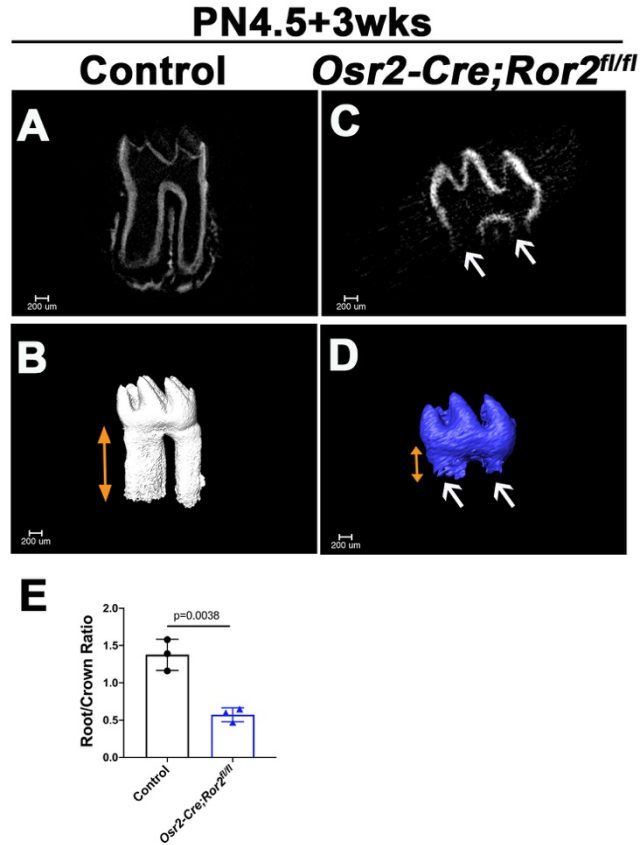 PN4.5+3wks
Control
Osr2-Cre;Ror2fl/fl
A
200 um
C
200 um
B
200 um
D
200 um
E
p=0.0038
Root/Crown Ratio
2.0
1.5
1.0
0.5
0.0
Control
Osr2-Cre;Ror2fl/fl